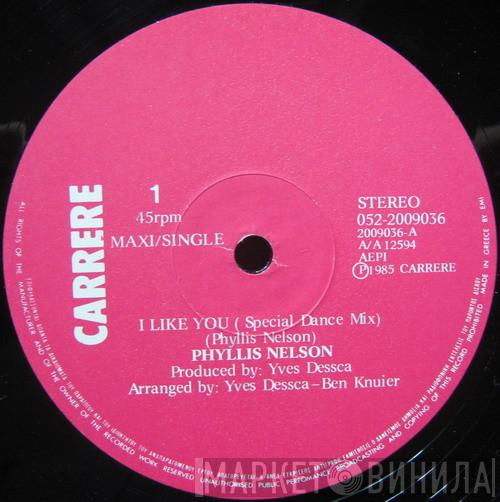 CARRERE
1
45rpm
MAXI/SINGLE
STEREO
052-2009036
2009036-A
A/A 12594
AEPI
Ⓟ1985 CARRERE
I LIKE YOU ( Special Dance Mix)
(Phyllis Nelson)
PHYLLIS NELSON
Produced by: Yves Dessca
Arranged by: Yves Dessca–Ben Knuier
ALL RIGHTS OF THE MANUFACTURER AND OF THE OWNER OF THE RECORDED WORK RESERVED UNAUTHORISED PUBLIC PERFOMANCE, BROADCASTING AND COPYING OF THIS RECORD PROHIBITED MADE IN GREECE BY EMI
МАРКЕТ ВИНИЛА